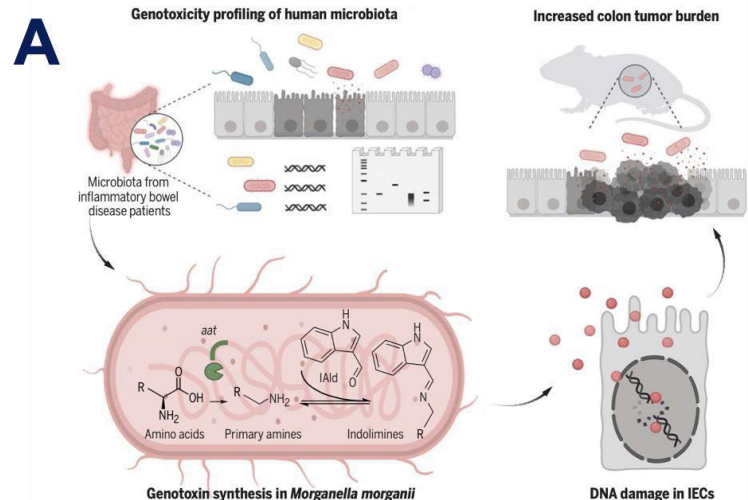 A
Genotoxicity profiling of human microbiota
Increased colon tumor burden
Microbiota from
inflammatory bowel
disease patients
aat
H
N
IAld
O
H
N
N
R
R
O
OH
NH₂
R
NH₂
Amino acids
Primary amines
Indolimines
Genotoxin synthesis in Morganella morganii
DNA damage in IECs